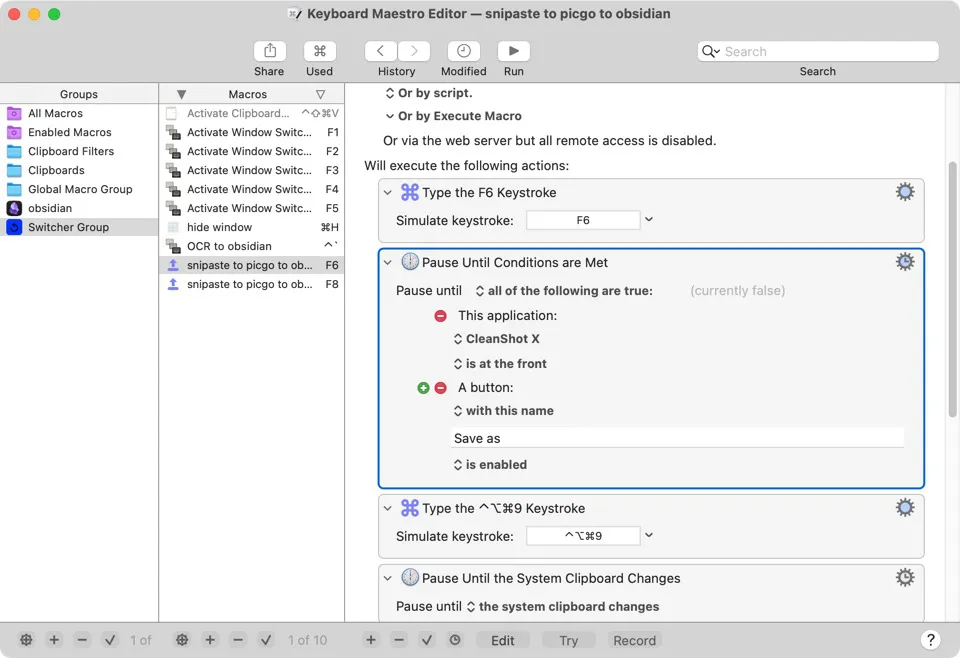 Keyboard Maestro Editor — snipaste to picgo to obsidian
Share
Used
History
Modified
Run
Search
Search
Groups
All Macros
Enabled Macros
Clipboard Filters
Clipboards
Global Macro Group
obsidian
Switcher Group
Macros
Activate Clipboard... ⌃⇧⌘V
Activate Window Switc... F1
Activate Window Switc... F2
Activate Window Switc... F3
Activate Window Switc... F4
Activate Window Switc... F5
hide window ⌘H
OCR to obsidian ⌃`
snipaste to picgo to ob... F6
snipaste to picgo to ob... F8
Or by script.
Or by Execute Macro
Or via the web server but all remote access is disabled.
Will execute the following actions:
Type the F6 Keystroke
Simulate keystroke: F6
Pause Until Conditions are Met
Pause until all of the following are true: (currently false)
This application:
CleanShot X
is at the front
A button:
with this name
Save as
is enabled
Type the ⌃⌥⌘9 Keystroke
Simulate keystroke: ⌃⌥⌘9
Pause Until the System Clipboard Changes
Pause until the system clipboard changes
1 of
1 of 10
Edit
Try
Record
?